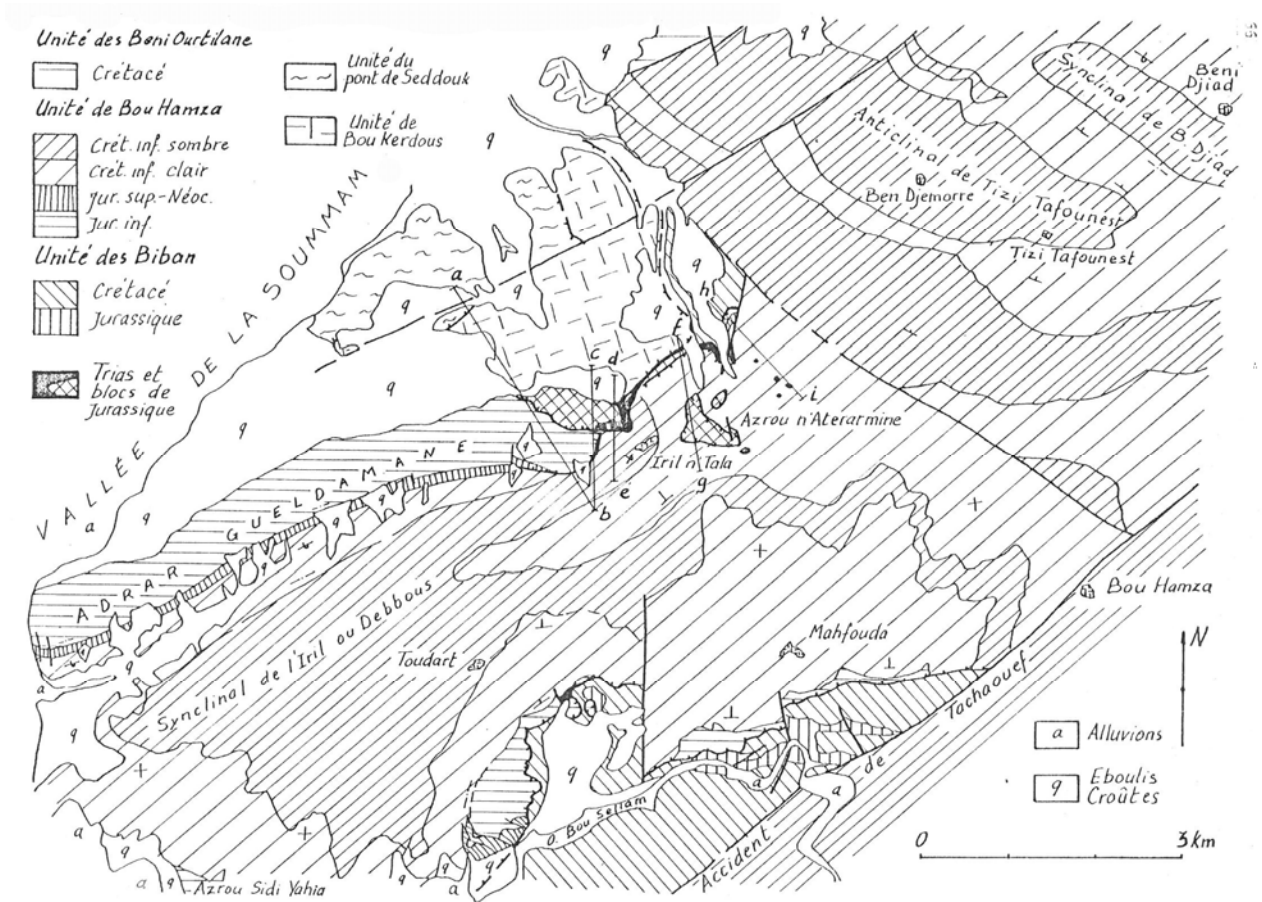 Unité des Beni Ourtilane
Crétacé
Unité de Bou Hamza
Crét. inf. sombre
Crét. inf. clair
Jur. sup.-Néoc.
Jur. inf.
Unité des Biban
Crétacé
Jurassique
Trias et
blocs de
Jurassique
Unité du
pont de Seddouk
Unité de
Bou Kerdous
VALLÉE DE LA SOUMMAM
Beni
Djiad
Synclinal de B. Djiad
Anticlinal de Tizi Tafounest
Ben Djemorre
Tizi Tafounest
q
q
q
q
a
q
q
h
f
c
d
q
q
i
Azrou n'Aterarmine
Iril n Tala
g
e
b
q
a
q
ADRAR GUELDAMANE
q
q
q
q
q
Synclinal de l'Iril ou Debbous
Toudart
Mahfouda
Bou Hamza
N
a
q
q
q
O. Bou Sellam
a
a
Accident de Tachaouef
a Alluvions
q Eboulis
Croûtes
0 3 km
a
q
a
q
Azrou Sidi Yahia
q
q
a
q